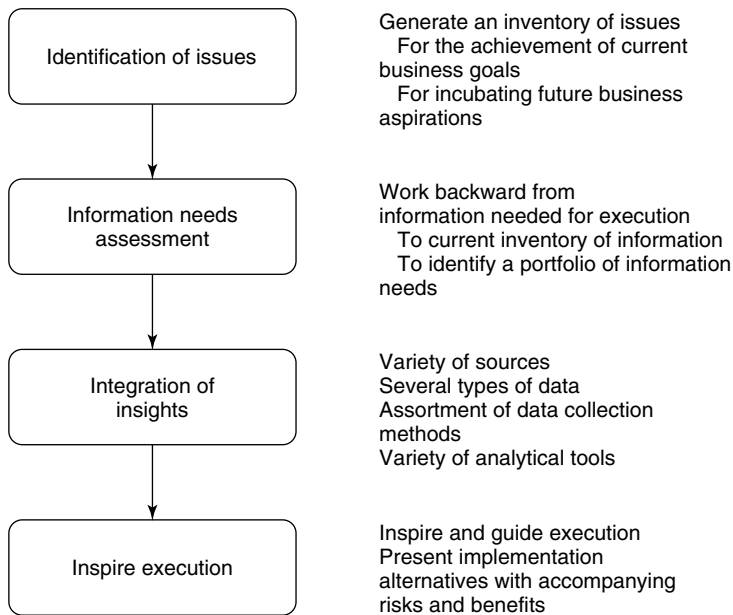 Identification of issues
Generate an inventory of issues
For the achievement of current
business goals
For incubating future business
aspirations
Information needs
assessment
Work backward from
information needed for execution
To current inventory of information
To identify a portfolio of information
needs
Integration of
insights
Variety of sources
Several types of data
Assortment of data collection
methods
Variety of analytical tools
Inspire execution
Inspire and guide execution
Present implementation
alternatives with accompanying
risks and benefits